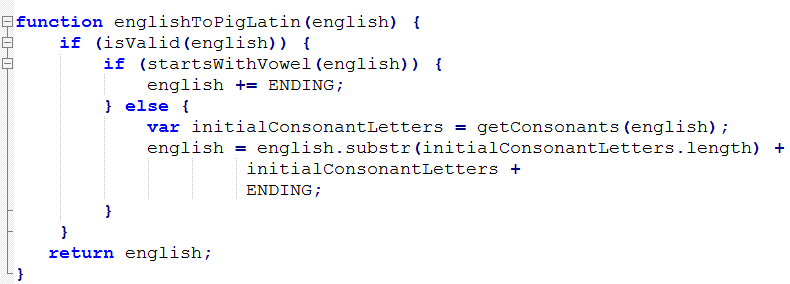 function englishToPigLatin(english) {
if (isValid(english)) {
if (startsWithVowel(english)) {
english += ENDING;
} else {
var initialConsonantLetters = getConsonants(english);
english = english.substr(initialConsonantLetters.length) +
initialConsonantLetters +
ENDING;
}
}
return english;
}